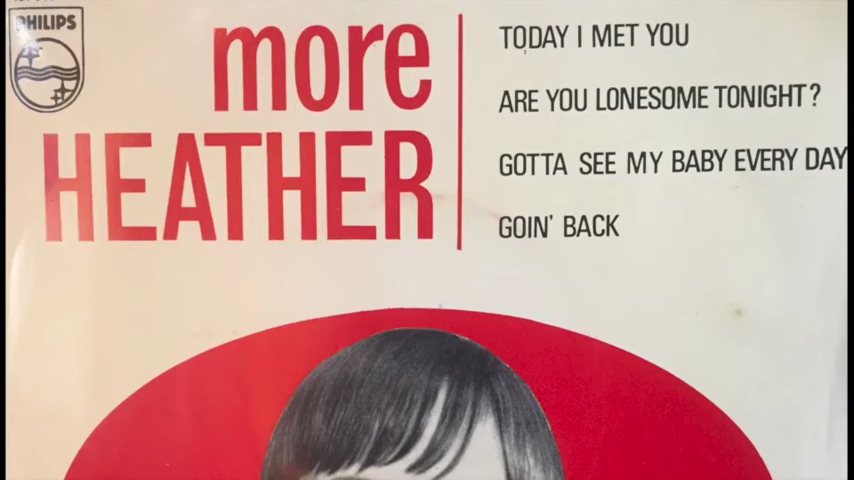 PHILIPS
more
HEATHER
TODAY I MET YOU
ARE YOU LONESOME TONIGHT?
GOTTA SEE MY BABY EVERY DAY
GOIN' BACK